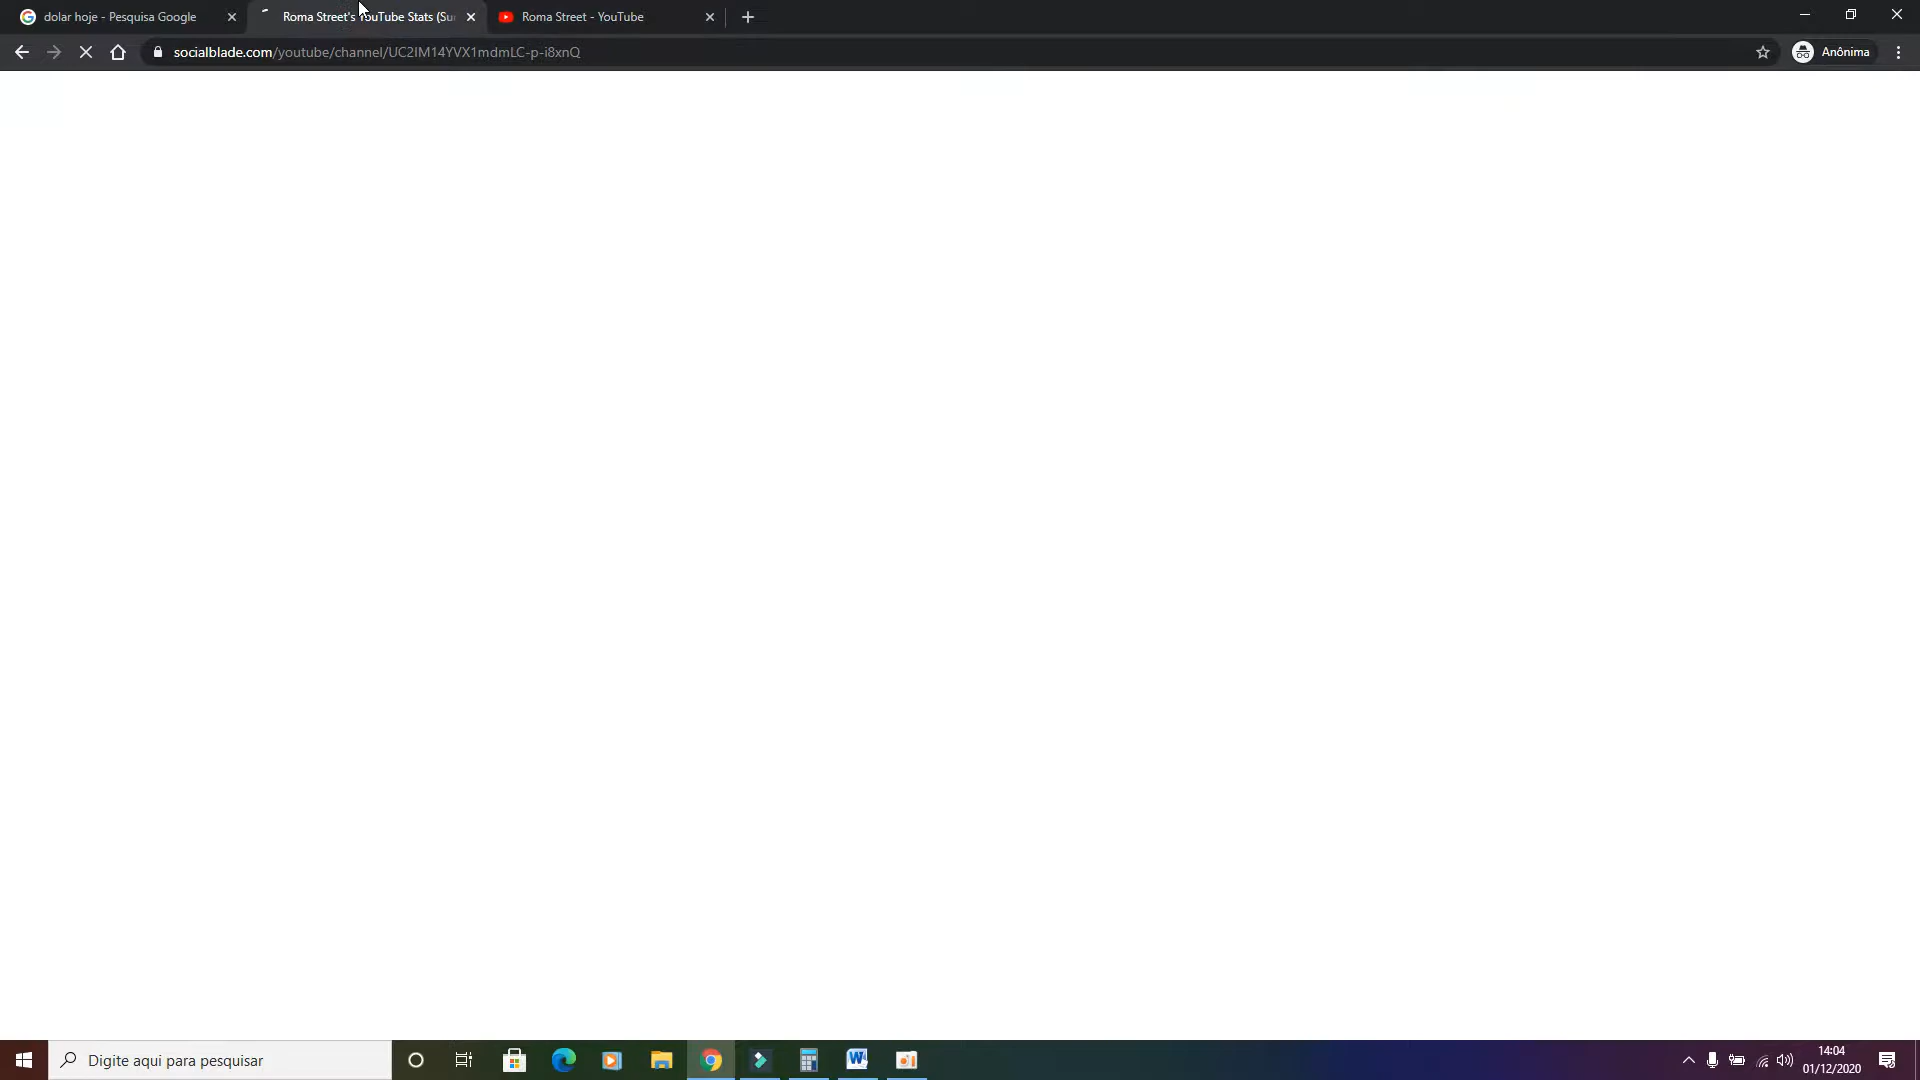 dolar hoje - Pesquisa Google
Roma Street's YouTube Stats (Su
Roma Street - YouTube
socialblade.com/youtube/channel/UC2IM14YVX1mdmLC-p-i8xnQ
Anônima
Digite aqui para pesquisar
14:04
01/12/2020